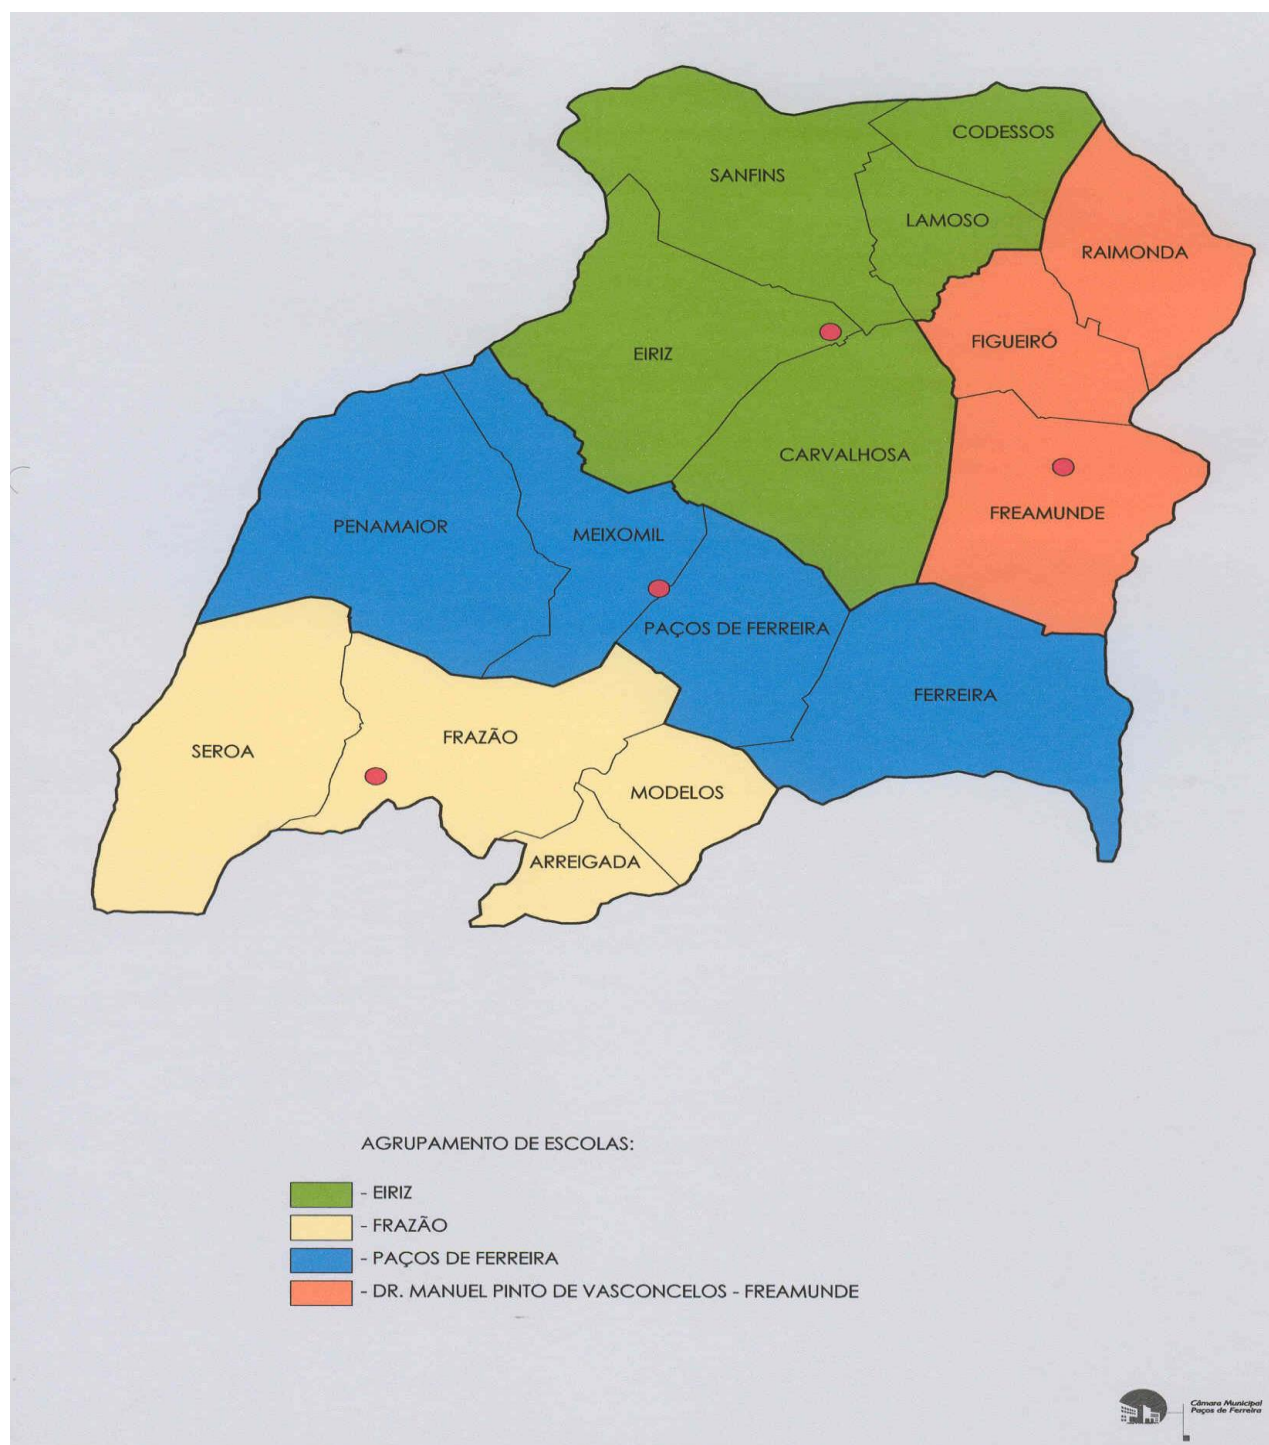 CODESSOS
SANFINS
LAMOSO
RAIMONDA
FIGUEIRÓ
EIRIZ
CARVALHOSA
FREAMUNDE
PENAMAIOR
MEIXOMIL
PAÇOS DE FERREIRA
FERREIRA
SEROA
FRAZÃO
MODELOS
ARREIGADA
AGRUPAMENTO DE ESCOLAS:
- EIRIZ
- FRAZÃO
- PAÇOS DE FERREIRA
- DR. MANUEL PINTO DE VASCONCELOS - FREAMUNDE
Câmara Municipal
Paços de Ferreira